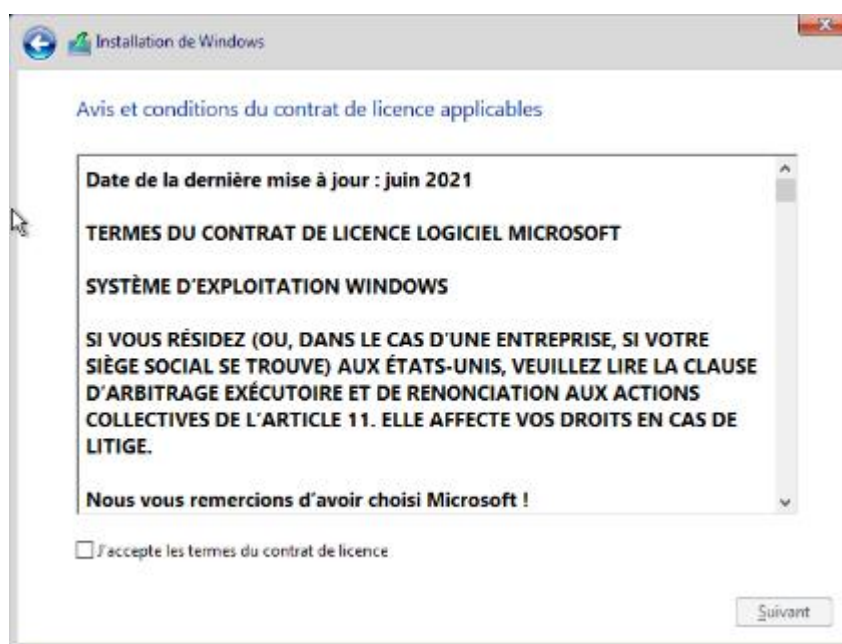 Installation de Windows
Avis et conditions du contrat de licence applicables
Date de la dernière mise à jour : juin 2021
TERMES DU CONTRAT DE LICENCE LOGICIEL MICROSOFT
SYSTÈME D’EXPLOITATION WINDOWS
SI VOUS RÉSIDEZ (OU, DANS LE CAS D’UNE ENTREPRISE, SI VOTRE
SIÈGE SOCIAL SE TROUVE) AUX ÉTATS-UNIS, VEUILLEZ LIRE LA CLAUSE
D’ARBITRAGE EXÉCUTOIRE ET DE RENONCIATION AUX ACTIONS
COLLECTIVES DE L’ARTICLE 11. ELLE AFFECTE VOS DROITS EN CAS DE
LITIGE.
Nous vous remercions d’avoir choisi Microsoft !
J'accepte les termes du contrat de licence
Suivant